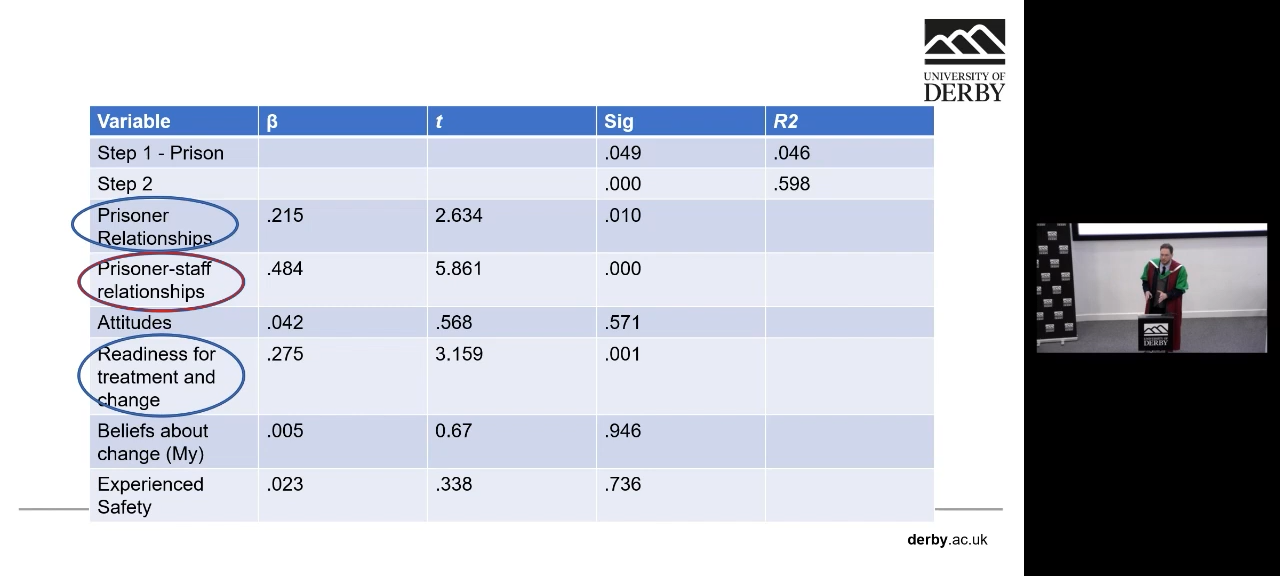 UNIVERSITY OF
DERBY
Variable β t Sig R2
Step 1 - Prison .049 .046
Step 2 .000 .598
Prisoner .215 2.634 .010
Relationships
Prisoner-staff .484 5.861 .000
relationships
Attitudes .042 .568 .571
Readiness for .275 3.159 .001
treatment and
change
Beliefs about .005 0.67 .946
change (My)
Experienced .023 .338 .736
Safety
derby.ac.uk
DERBY